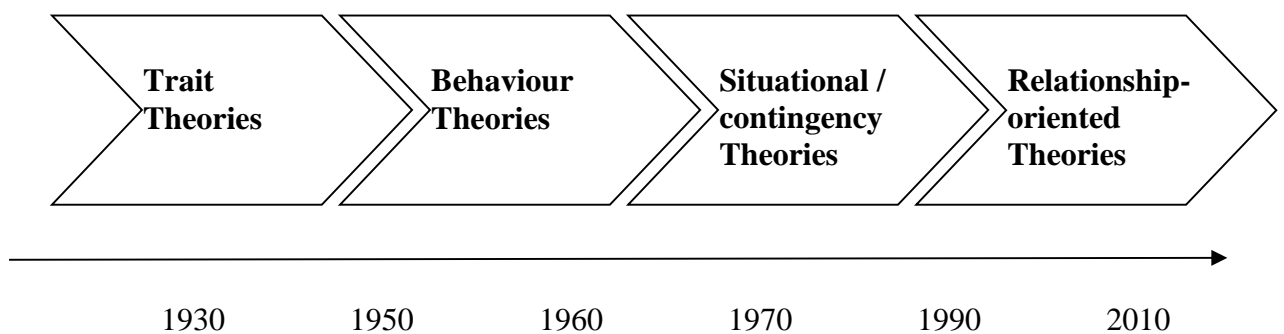 Trait
Theories
Behaviour
Theories
Situational /
contingency
Theories
Relationship-
oriented
Theories
1930 1950 1960 1970 1990 2010